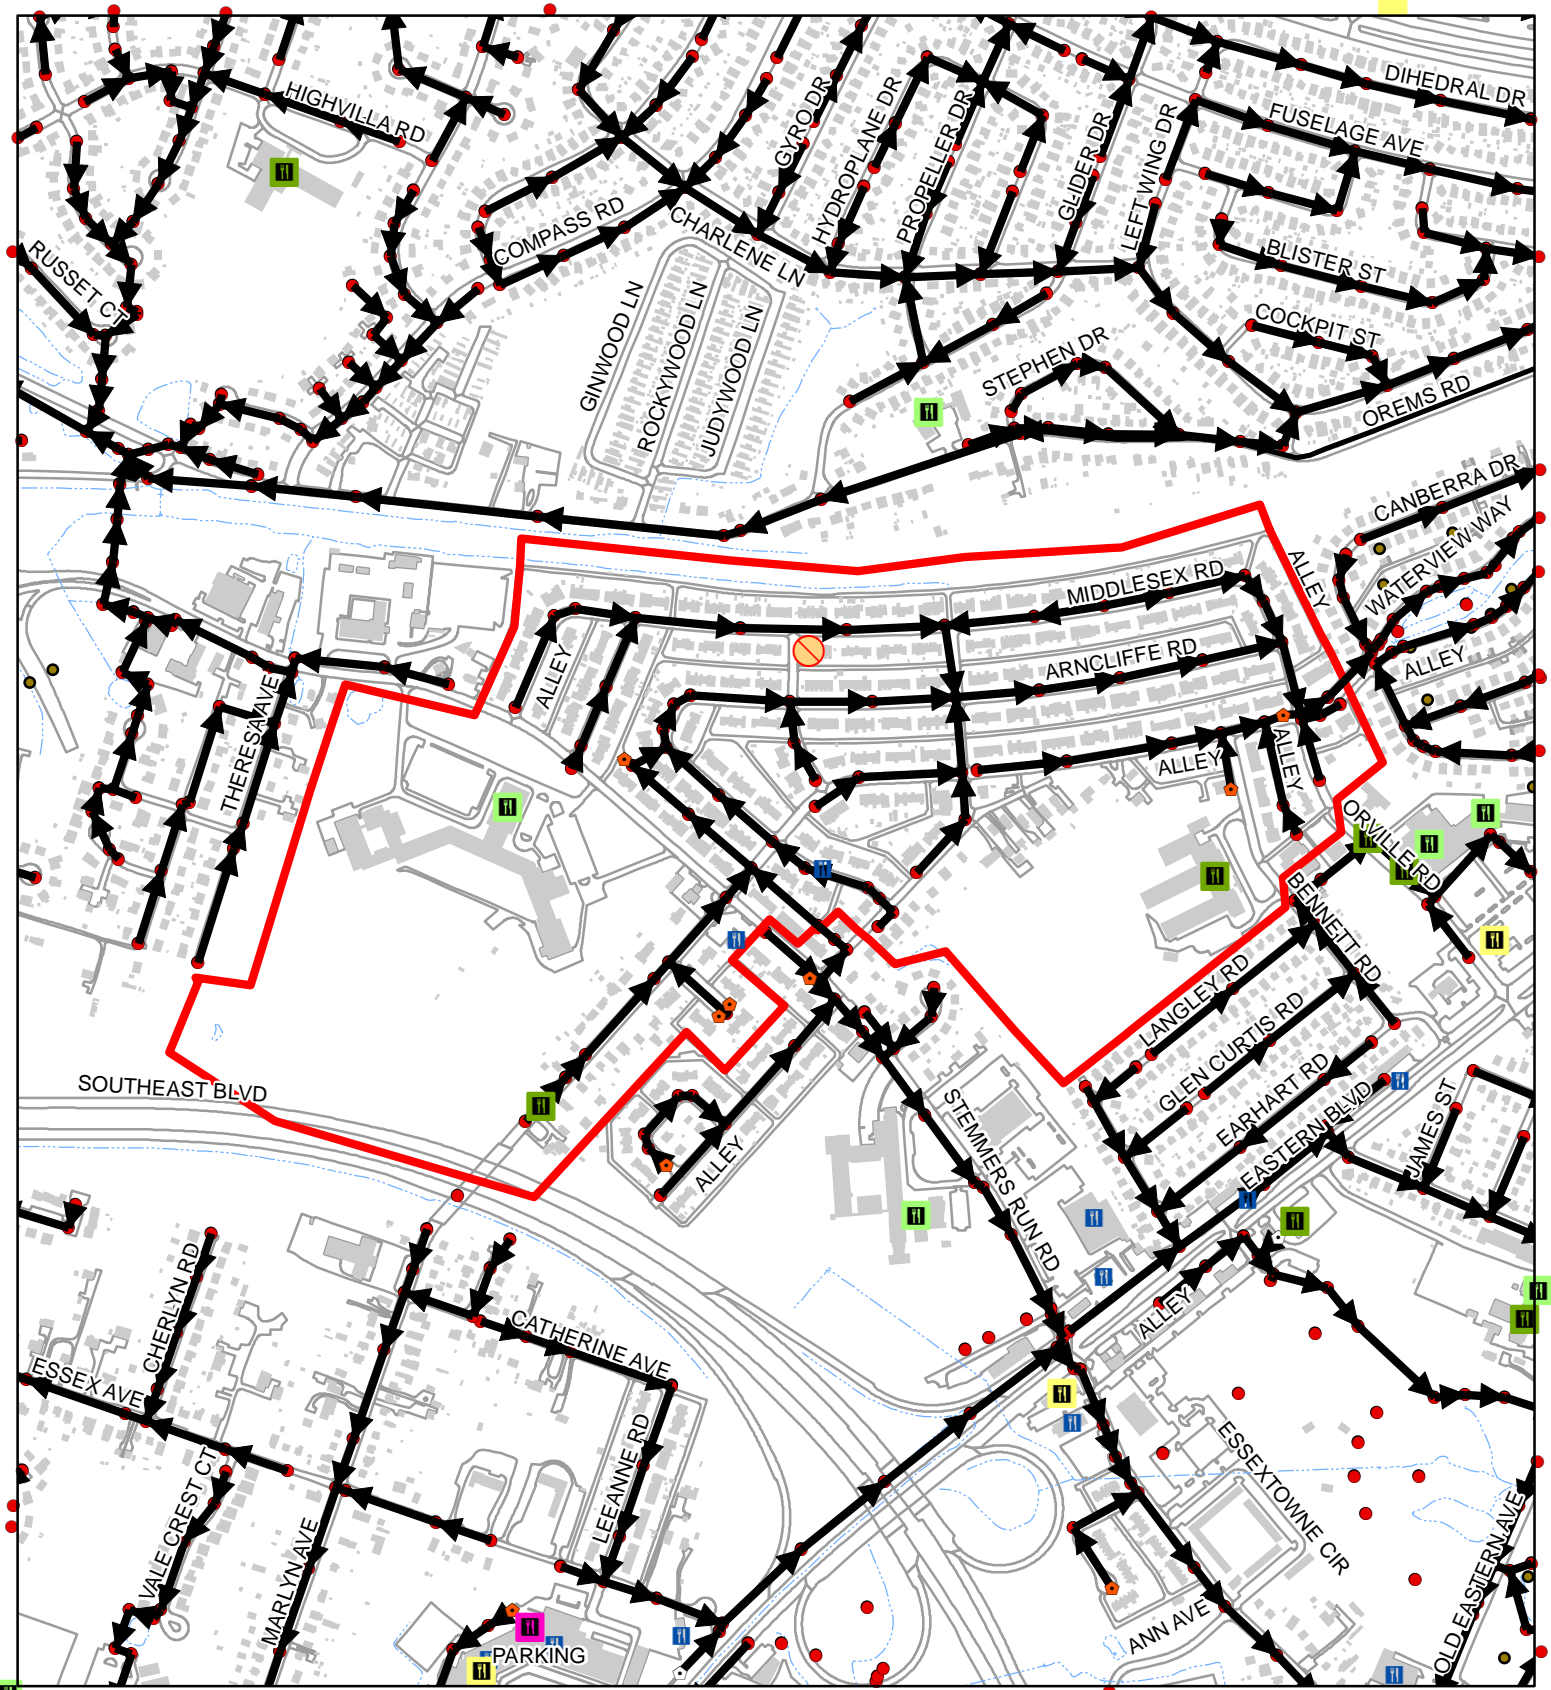 DIHEDRAL DR
HIGHVILLA RD
FUSELAGE AVE
GYRO DR
HYDROPLANE DR
PROPELLER DR
GLIDER DR
LEFT WING DR
COMPASS RD
CHARLENE LN
RUSSET CT
BLISTER ST
GINWOOD LN
ROCKYWOOD LN
JUDYWOOD LN
COCKPIT ST
STEPHEN DR
OREMS RD
CANBERRA DR
WATERVIEW WAY
ALLEY
MIDDLESEX RD
ARNCLIFFE RD
ALLEY
ALLEY
THERESA AVE
ALLEY
ALLEY
ORVILLE RD
BENNETT RD
LANGLEY RD
GLEN CURTIS RD
EARHART RD
EASTERN BLVD
JAMES ST
SOUTHEAST BLVD
STEMMERS RUN RD
ALLEY
ALLEY
CHERLYN RD
CATHERINE AVE
ESSEX AVE
LEEANNE RD
VALE CREST CT
MARLYN AVE
ESSEXTOWNE CIR
OLD EASTERN AVE
ANN AVE
PARKING